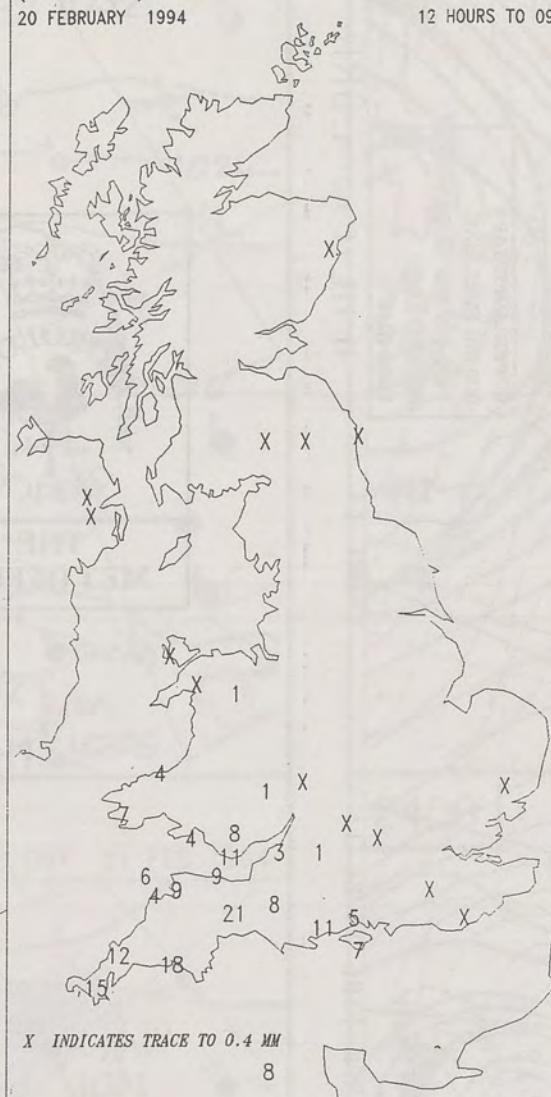 20 FEBRUARY 1994 12 HOURS TO 09
X
X X X
X
X
X
X 1
4
1 X X
7
4 8 X X
11 3 1
6 9
4 9 X
21 8 5 X
11
7
12 18
15
X INDICATES TRACE TO 0.4 MM
8